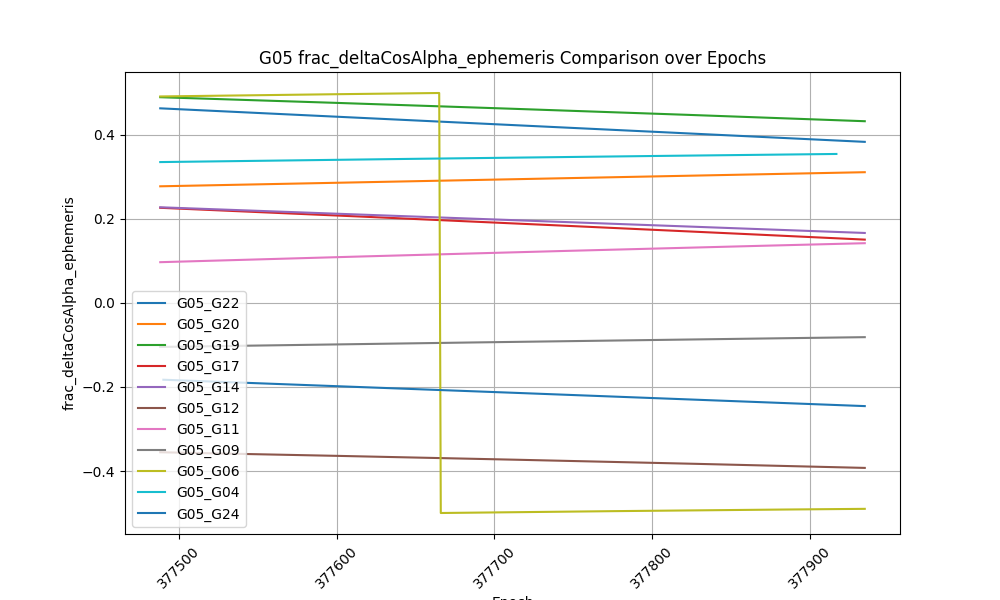 G05 frac_deltaCosAlpha_ephemeris Comparison over Epochs
frac_deltaCosAlpha_ephemeris
0.4
0.2
0.0
−0.2
−0.4
G05_G22
G05_G20
G05_G19
G05_G17
G05_G14
G05_G12
G05_G11
G05_G09
G05_G06
G05_G04
G05_G24
377500
377600
377700
377800
377900
Epoch